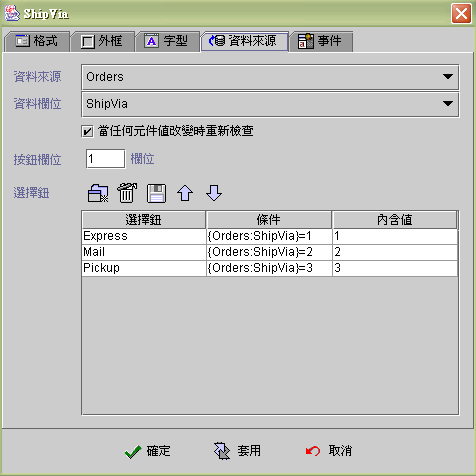 ShipVia
格式 外框 A 字型 資料來源 事件
資料來源 Orders
資料欄位 ShipVia
當任何元件值改變時重新檢查
按鈕欄位 1 欄位
選擇鈕
選擇鈕 條件 內含值
Express {Orders:ShipVia}=1 1
Mail {Orders:ShipVia}=2 2
Pickup {Orders:ShipVia}=3 3
確定 套用 取消